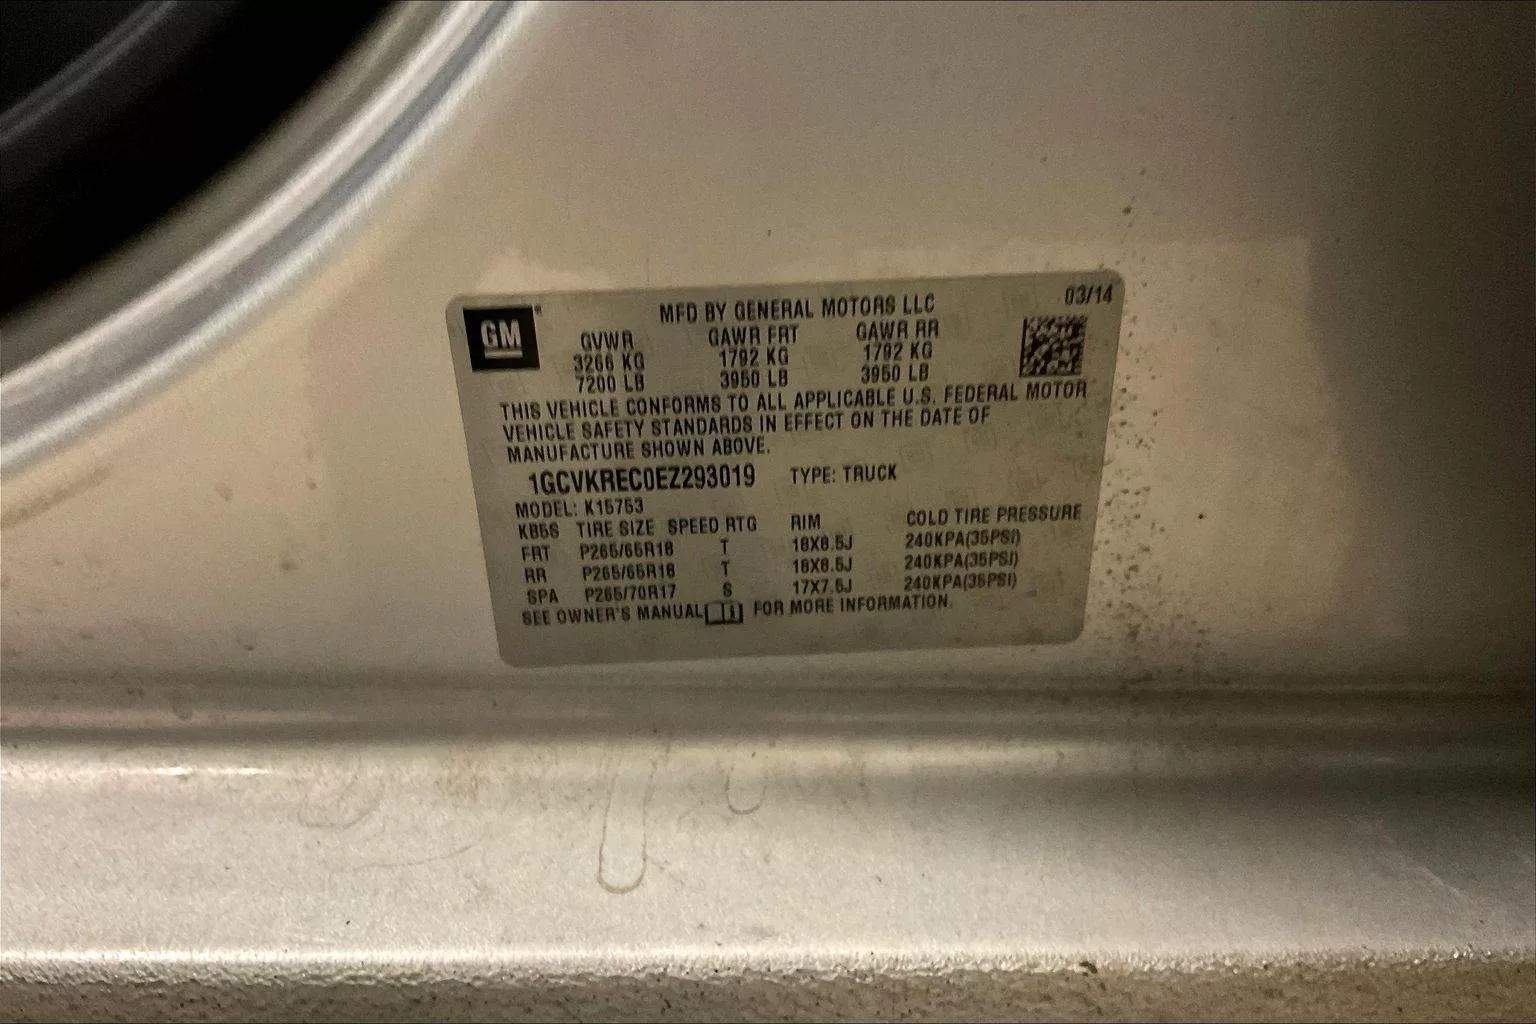 GM
MFD BY GENERAL MOTORS LLC
03/14
GVWR GAWR FRT GAWR RR
3266 KG 1792 KG 1792 KG
7200 LB 3950 LB 3950 LB
THIS VEHICLE CONFORMS TO ALL APPLICABLE U.S. FEDERAL MOTOR
VEHICLE SAFETY STANDARDS IN EFFECT ON THE DATE OF
MANUFACTURE SHOWN ABOVE.
1GCVKREC0EZ293019 TYPE: TRUCK
MODEL: K15753
KB5S TIRE SIZE SPEED RTG RIM COLD TIRE PRESSURE
FRT P265/65R18 T 18X8.5J 240KPA(35PSI)
RR P265/65R18 T 18X8.5J 240KPA(35PSI)
SPA P265/70R17 S 17X7.5J 240KPA(35PSI)
SEE OWNER'S MANUAL FOR MORE INFORMATION.